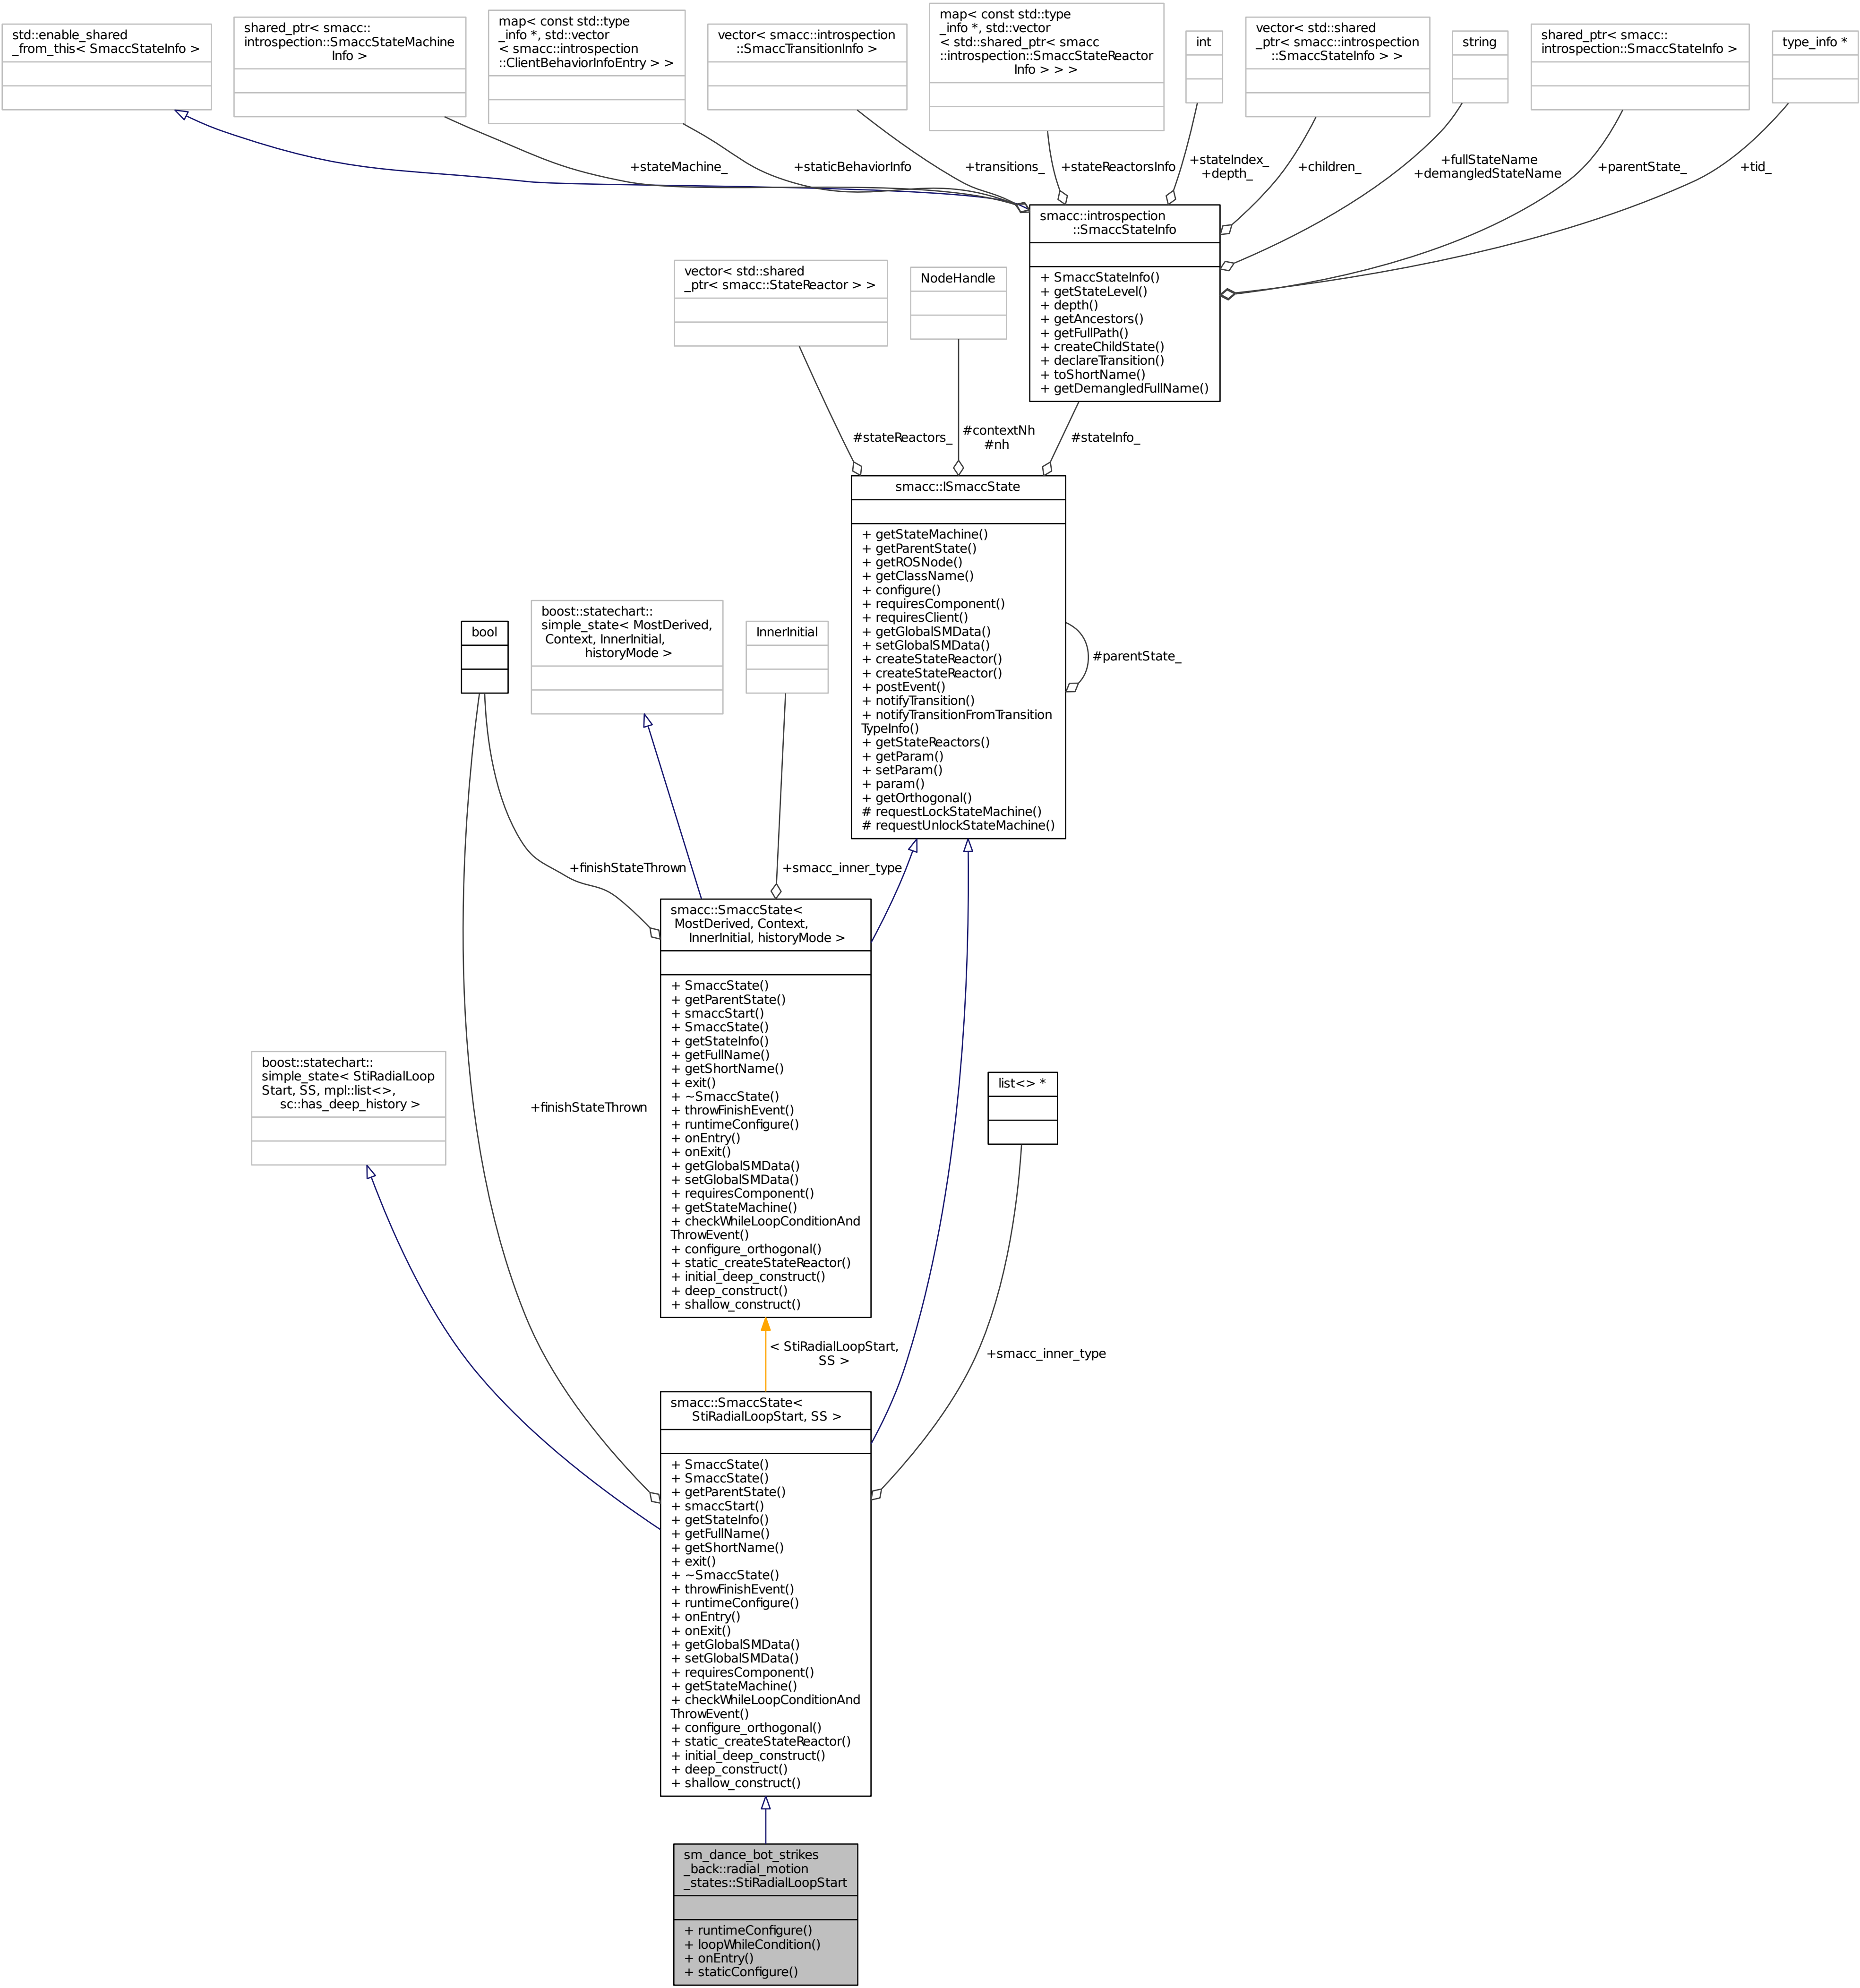 std::enable_shared
_from_this< SmaccStateInfo >
shared_ptr< smacc::
introspection::SmaccStateMachine
Info >
map< const std::type
_info *, std::vector
< smacc::introspection
::ClientBehaviorInfoEntry > >
vector< smacc::introspection
::SmaccTransitionInfo >
map< const std::type
_info *, std::vector
< std::shared_ptr< smacc
::introspection::SmaccStateReactor
Info > > >
int
vector< std::shared
_ptr< smacc::introspection
::SmaccStateInfo > >
string
shared_ptr< smacc::
introspection::SmaccStateInfo >
type_info *
+stateMachine_
+staticBehaviorInfo
+transitions_
+stateReactorsInfo
+stateIndex_
+depth_
+children_
+fullStateName
+demangledStateName
+parentState_
+tid_
smacc::introspection
::SmaccStateInfo
+ SmaccStateInfo()
+ getStateLevel()
+ depth()
+ getAncestors()
+ getFullPath()
+ createChildState()
+ declareTransition()
+ toShortName()
+ getDemangledFullName()
vector< std::shared
_ptr< smacc::StateReactor > >
NodeHandle
#stateReactors_
#contextNh
#nh
#stateInfo_
smacc::ISmaccState
+ getStateMachine()
+ getParentState()
+ getROSNode()
+ getClassName()
+ configure()
+ requiresComponent()
+ requiresClient()
+ getGlobalSMData()
+ setGlobalSMData()
+ createStateReactor()
+ createStateReactor()
+ postEvent()
+ notifyTransition()
+ notifyTransitionFromTransition
TypeInfo()
+ getStateReactors()
+ getParam()
+ setParam()
+ param()
+ getOrthogonal()
# requestLockStateMachine()
# requestUnlockStateMachine()
#parentState_
bool
boost::statechart::
simple_state< MostDerived,
Context, InnerInitial,
historyMode >
InnerInitial
+finishStateThrown
+smacc_inner_type
smacc::SmaccState<
MostDerived, Context,
InnerInitial, historyMode >
+ SmaccState()
+ getParentState()
+ smaccStart()
+ SmaccState()
+ getStateInfo()
+ getFullName()
+ getShortName()
+ exit()
+ ~SmaccState()
+ throwFinishEvent()
+ runtimeConfigure()
+ onEntry()
+ onExit()
+ getGlobalSMData()
+ setGlobalSMData()
+ requiresComponent()
+ getStateMachine()
+ checkWhileLoopConditionAnd
ThrowEvent()
+ configure_orthogonal()
+ static_createStateReactor()
+ initial_deep_construct()
+ deep_construct()
+ shallow_construct()
boost::statechart::
simple_state< StiRadialLoop
Start, SS, mpl::list<>,
sc::has_deep_history >
+finishStateThrown
list<> *
< StiRadialLoopStart,
SS >
+smacc_inner_type
smacc::SmaccState<
StiRadialLoopStart, SS >
+ SmaccState()
+ SmaccState()
+ getParentState()
+ smaccStart()
+ getStateInfo()
+ getFullName()
+ getShortName()
+ exit()
+ ~SmaccState()
+ throwFinishEvent()
+ runtimeConfigure()
+ onEntry()
+ onExit()
+ getGlobalSMData()
+ setGlobalSMData()
+ requiresComponent()
+ getStateMachine()
+ checkWhileLoopConditionAnd
ThrowEvent()
+ configure_orthogonal()
+ static_createStateReactor()
+ initial_deep_construct()
+ deep_construct()
+ shallow_construct()
sm_dance_bot_strikes
_back::radial_motion
_states::StiRadialLoopStart
+ runtimeConfigure()
+ loopWhileCondition()
+ onEntry()
+ staticConfigure()